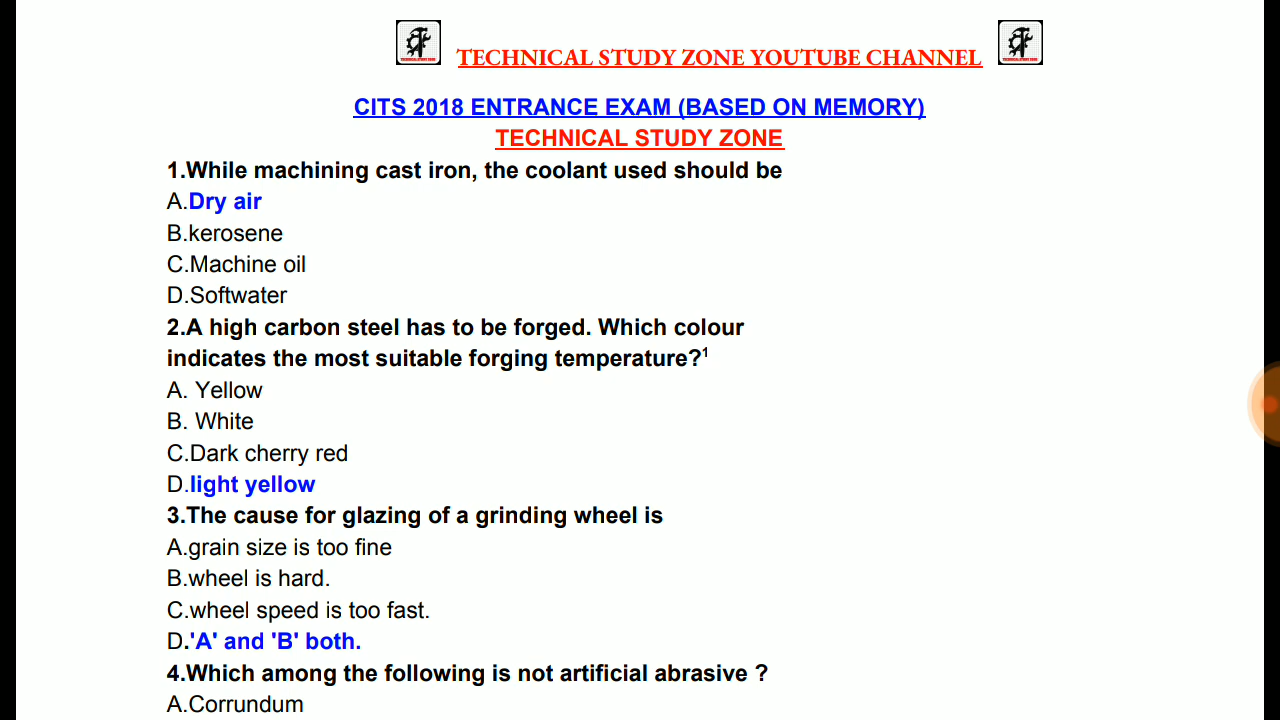 TECHNICAL STUDY ZONE YOUTUBE CHANNEL
CITS 2018 ENTRANCE EXAM (BASED ON MEMORY)
TECHNICAL STUDY ZONE
1.While machining cast iron, the coolant used should be
A.Dry air
B.kerosene
C.Machine oil
D.Softwater
2.A high carbon steel has to be forged. Which colour
indicates the most suitable forging temperature?¹
A. Yellow
B. White
C.Dark cherry red
D.light yellow
3.The cause for glazing of a grinding wheel is
A.grain size is too fine
B.wheel is hard.
C.wheel speed is too fast.
D.'A' and 'B' both.
4.Which among the following is not artificial abrasive ?
A.Corrundum